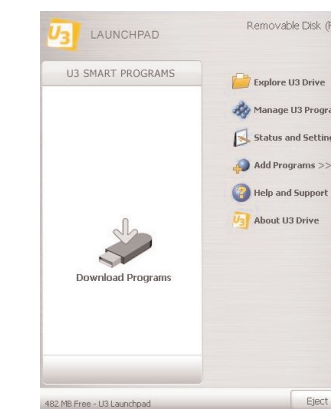 U3 LAUNCHPAD
Removable Disk (
U3 SMART PROGRAMS
Explore U3 Drive
Manage U3 Progra
Status and Settin
Add Programs >>
Help and Support
U3 About U3 Drive
Download Programs
482 MB Free - U3 Launchpad
Eject